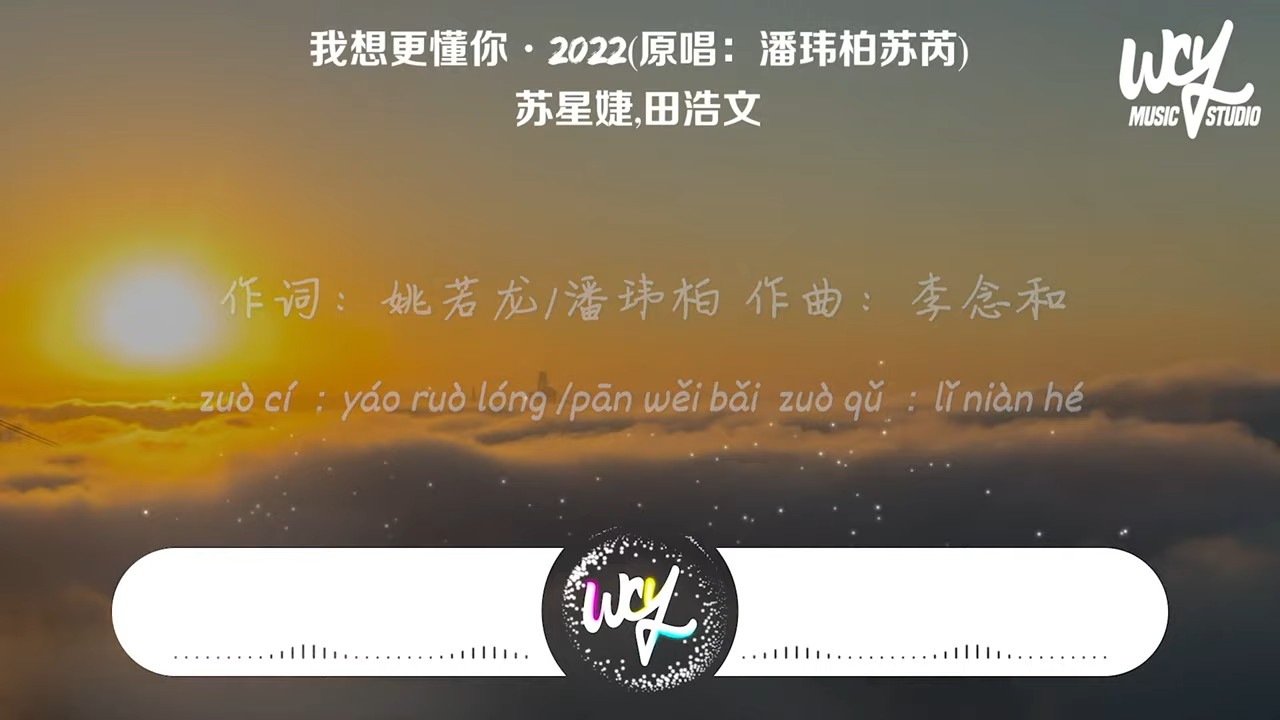 我想更懂你·2022(原唱：潘玮柏苏芮)
苏星婕,田浩文
WCY
MUSIC STUDIO
作词：姚若龙/潘玮柏 作曲：李念和
zuò cí ：yáo ruò lóng /pān wěi bǎi zuò qǔ ：lǐ niàn hé
WCY